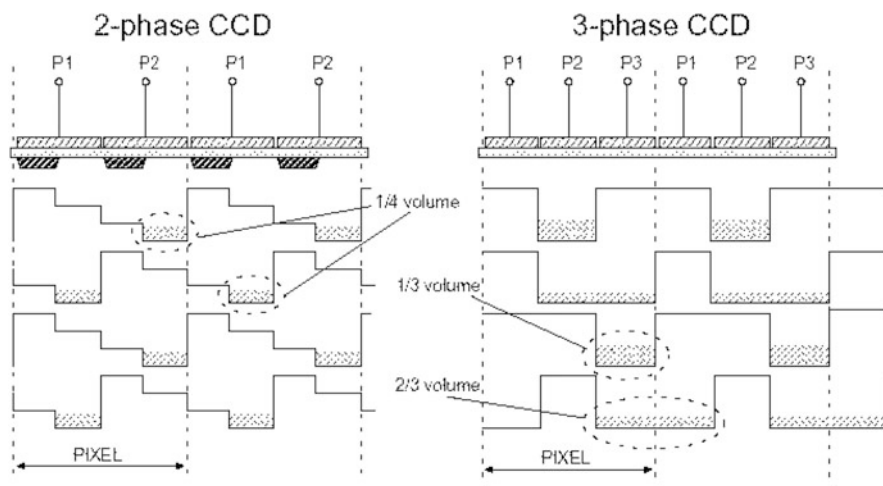 2-phase CCD
3-phase CCD
P1 P2 P1 P2
P1 P2 P3 P1 P2 P3
1/4 volume
1/3 volume
2/3 volume
PIXEL
PIXEL